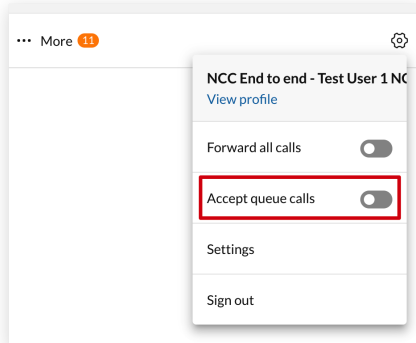 ... More 11
NCC End to end - Test User 1 NC
View profile
Forward all calls
Accept queue calls
Settings
Sign out